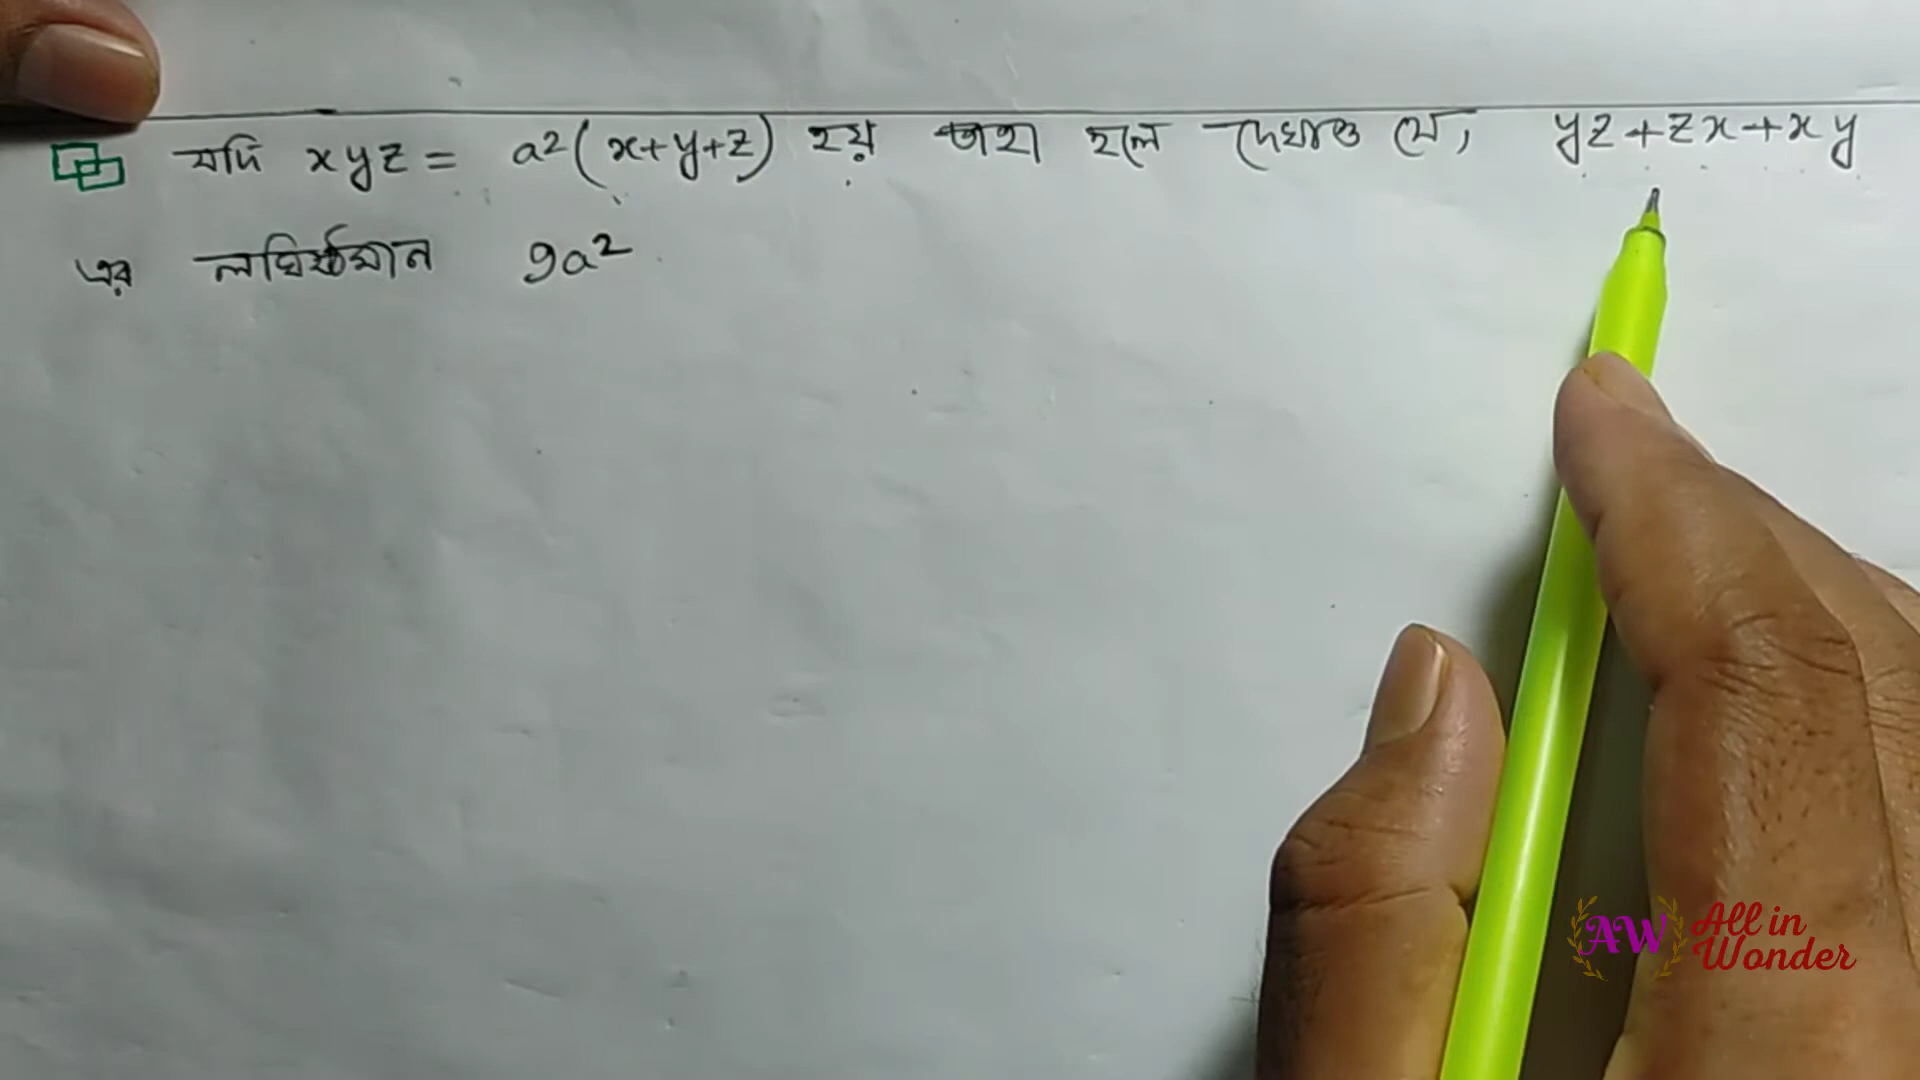 যদি xyz = a²(x+y+z) হয় তাহা হলে দেখাও যে, yz+zx+xy
এর লঘিষ্ঠমান 9a²
AW All in
Wonder